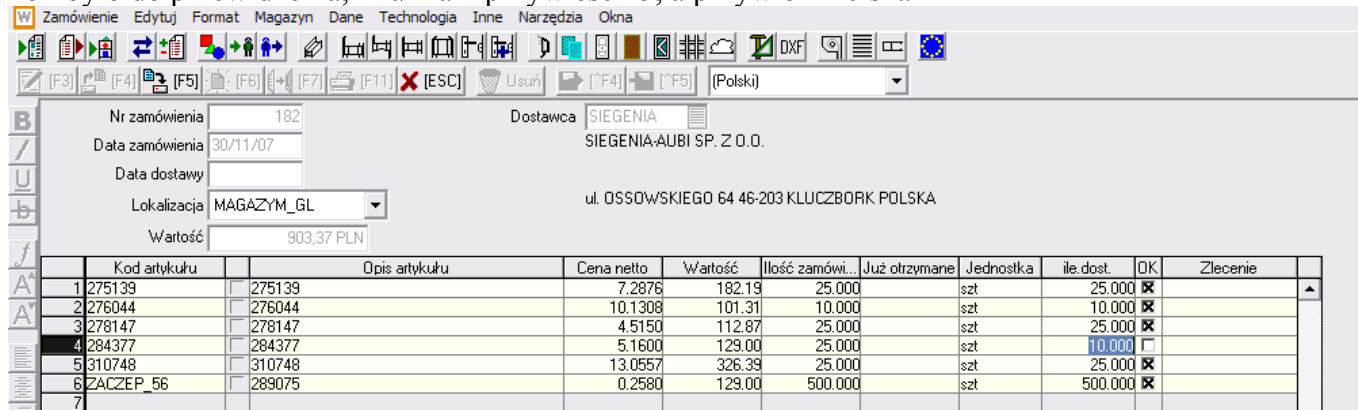 Zamówienie Edytuj Format Magazyn Dane Technologia Inne Narzędzia Okna
DXF
[F3] [F4] [F5] [F6] [F7] [F11] [ESC] Usuń [^F4] [^F5] (Polski)
Nr zamówienia 182 Dostawca SIEGENIA
Data zamówienia 30/11/07 SIEGENIA-AUBI SP. Z O.O.
Data dostawy
Lokalizacja MAGAZYM_GL ul. OSSOWSKIEGO 64 46-203 KLUCZBORK POLSKA
Wartość 903,37 PLN
Kod artykułu Opis artykułu Cena netto Wartość Ilość zamówi... Już otrzymane Jednostka ile.dost. OK Zlecenie
1 275139 275139 7.2876 182.19 25.000 szt 25.000
2 276044 276044 10.1308 101.31 10.000 szt 10.000
3 278147 278147 4.5150 112.87 25.000 szt 25.000
4 284377 284377 5.1600 129.00 25.000 szt 10.000
5 310748 310748 13.0557 326.39 25.000 szt 25.000
6 ZACZEP_56 289075 0.2580 129.00 500.000 szt 500.000
7